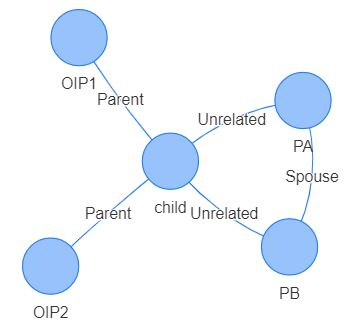 OIP1
Parent
Unrelated
PA
Spouse
child
Parent
Unrelated
PB
OIP2